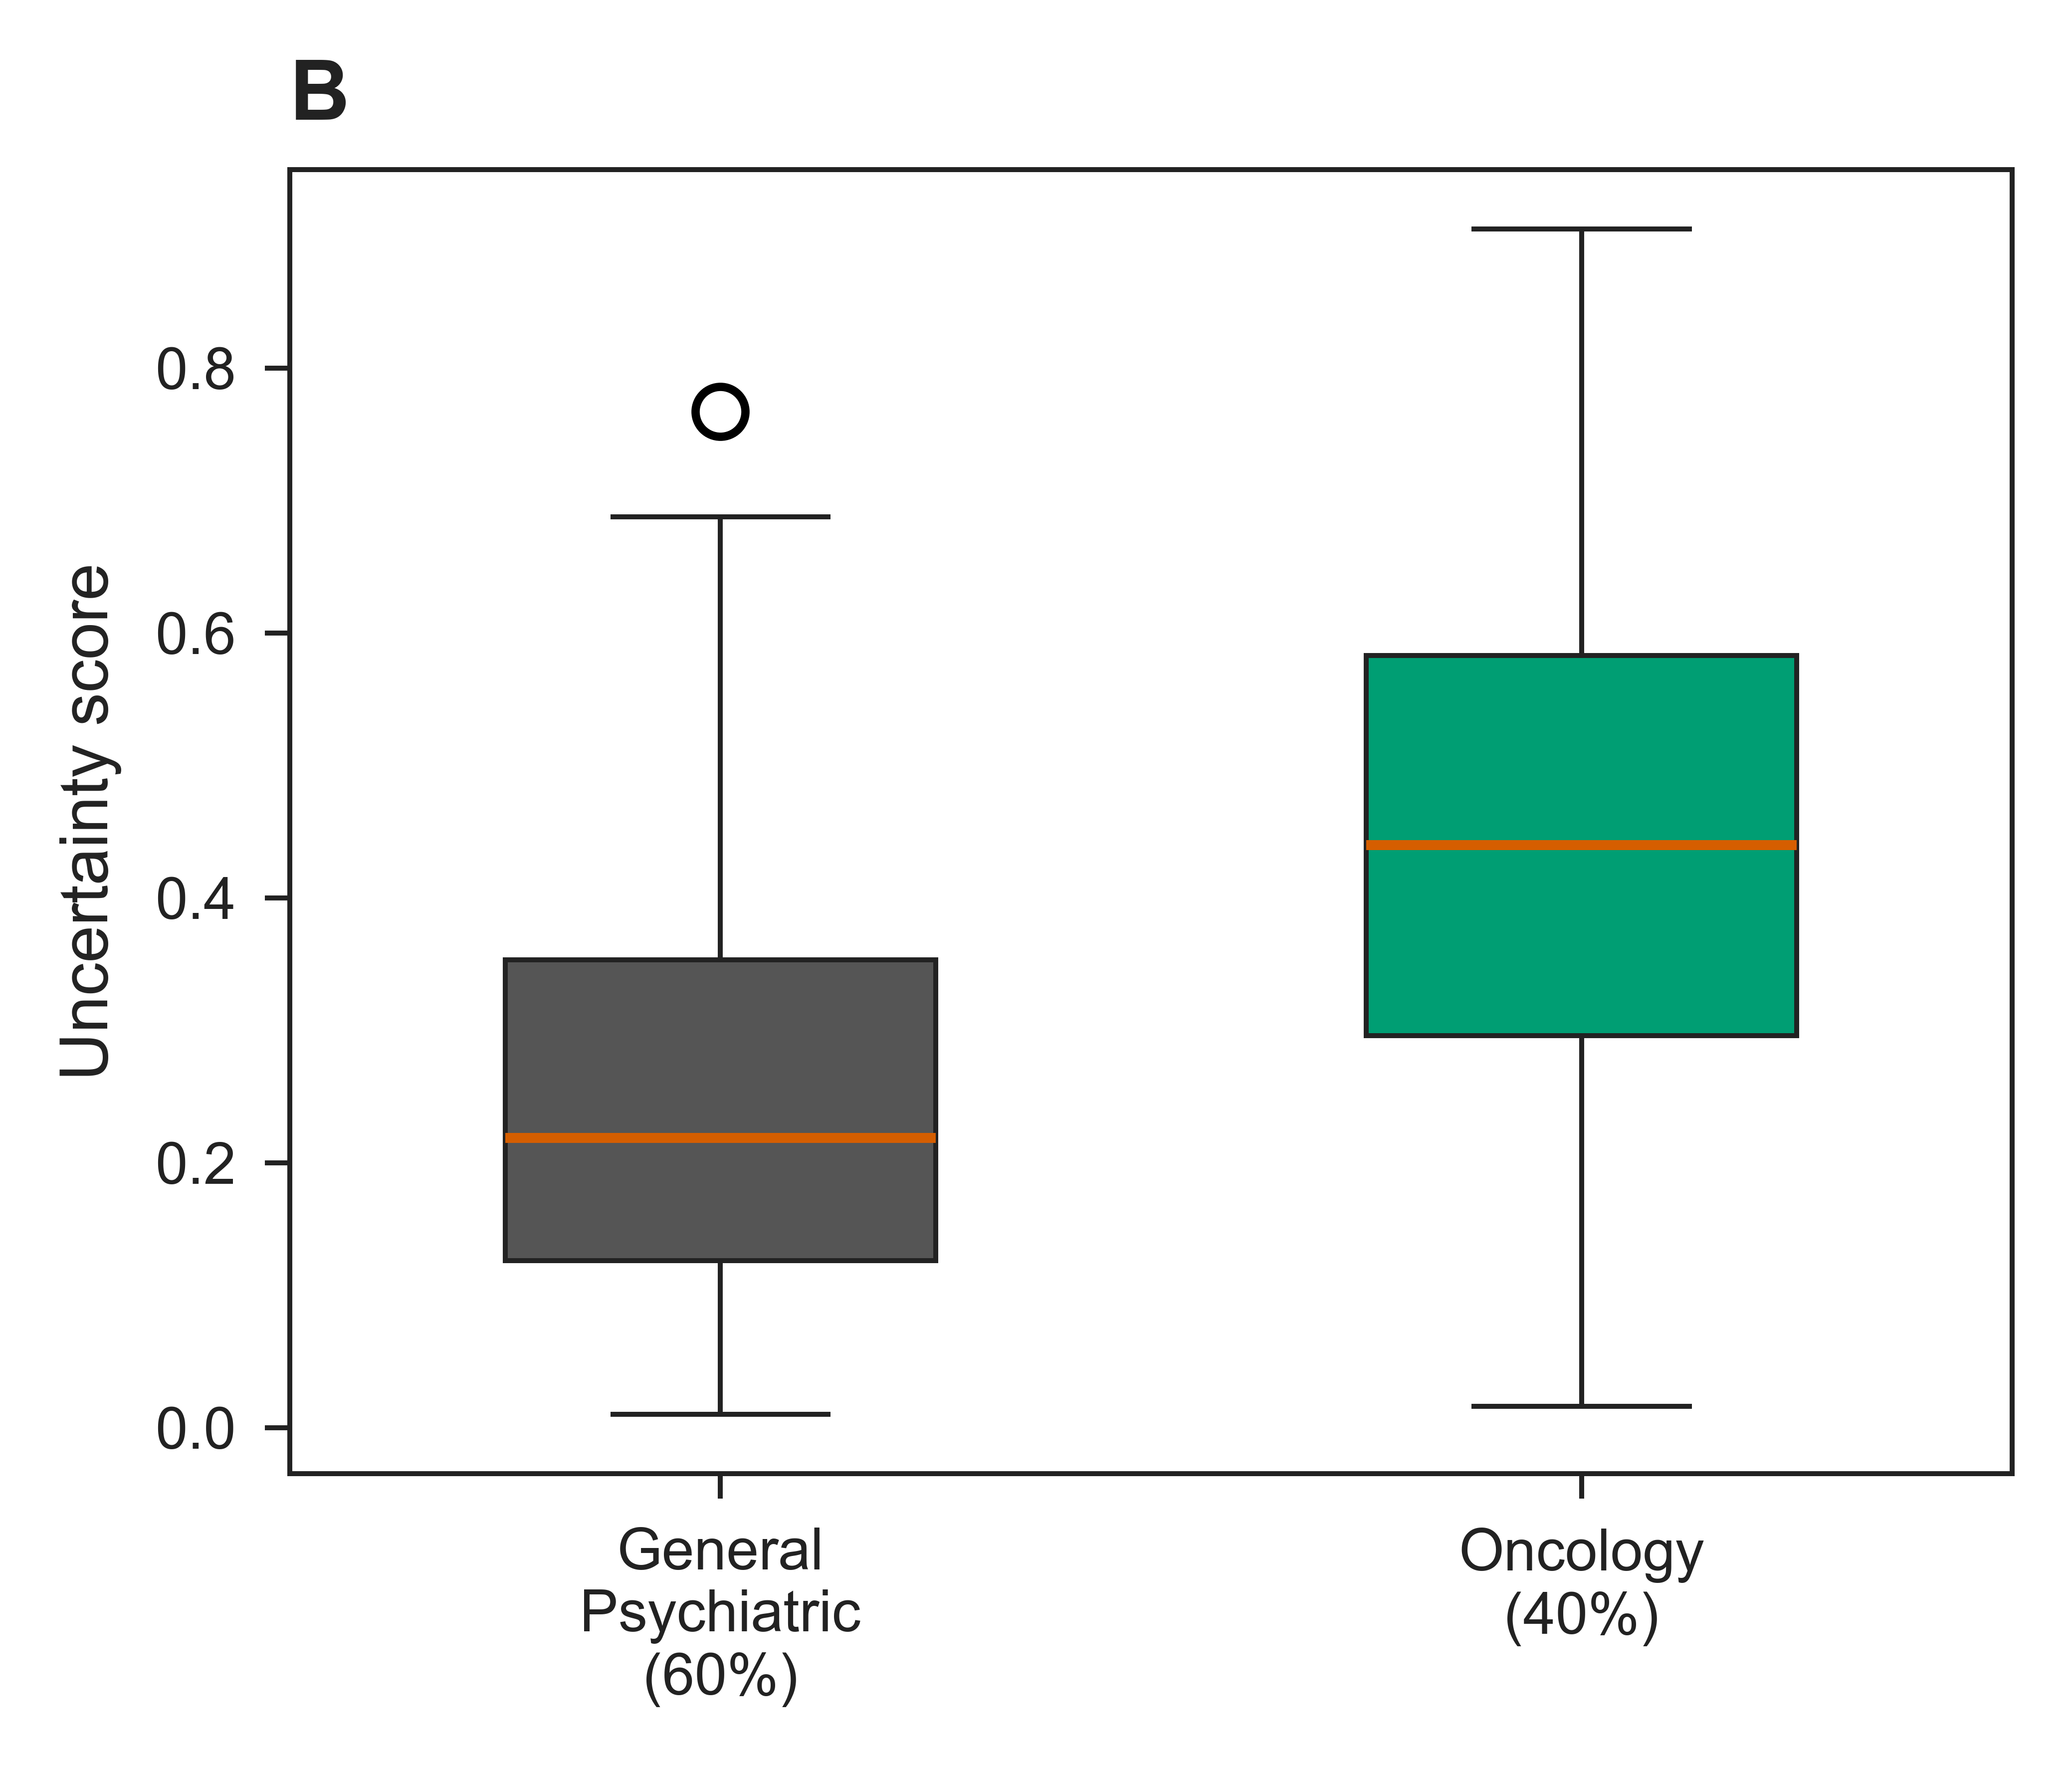 B
Uncertainty score
0.8
0.6
0.4
0.2
0.0
General
Psychiatric
(60%)
Oncology
(40%)